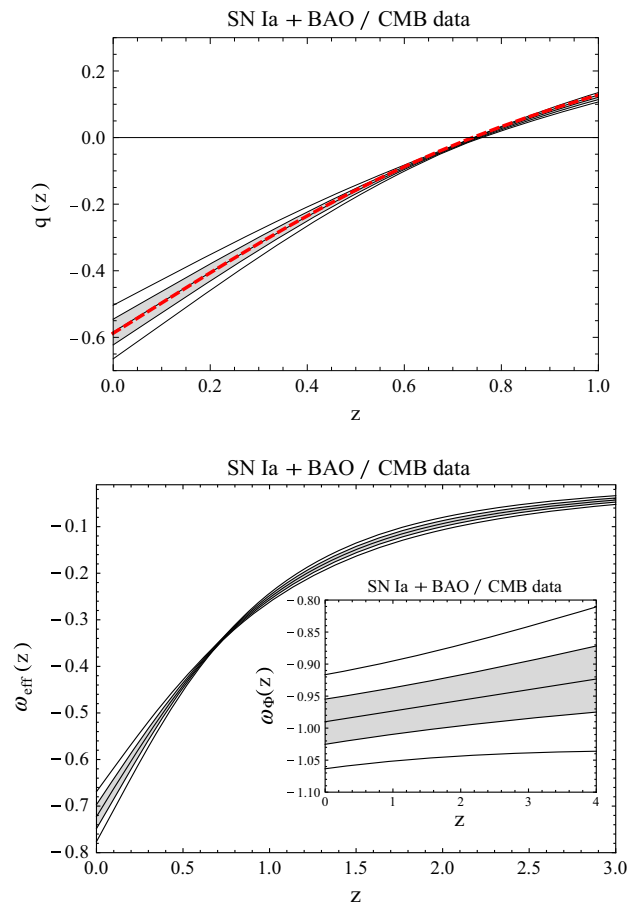 SN Ia + BAO / CMB data
0.2
0.0
−0.2
−0.4
−0.6
q (z)
0.0 0.2 0.4 0.6 0.8 1.0
z
SN Ia + BAO / CMB data
−0.1
−0.2
−0.3
−0.4
−0.5
−0.6
−0.7
−0.8
ω_eff (z)
0.0 0.5 1.0 1.5 2.0 2.5 3.0
z
SN Ia + BAO / CMB data
−0.80
−0.85
−0.90
−0.95
−1.00
−1.05
−1.10
ω_Φ(z)
0 1 2 3 4
z